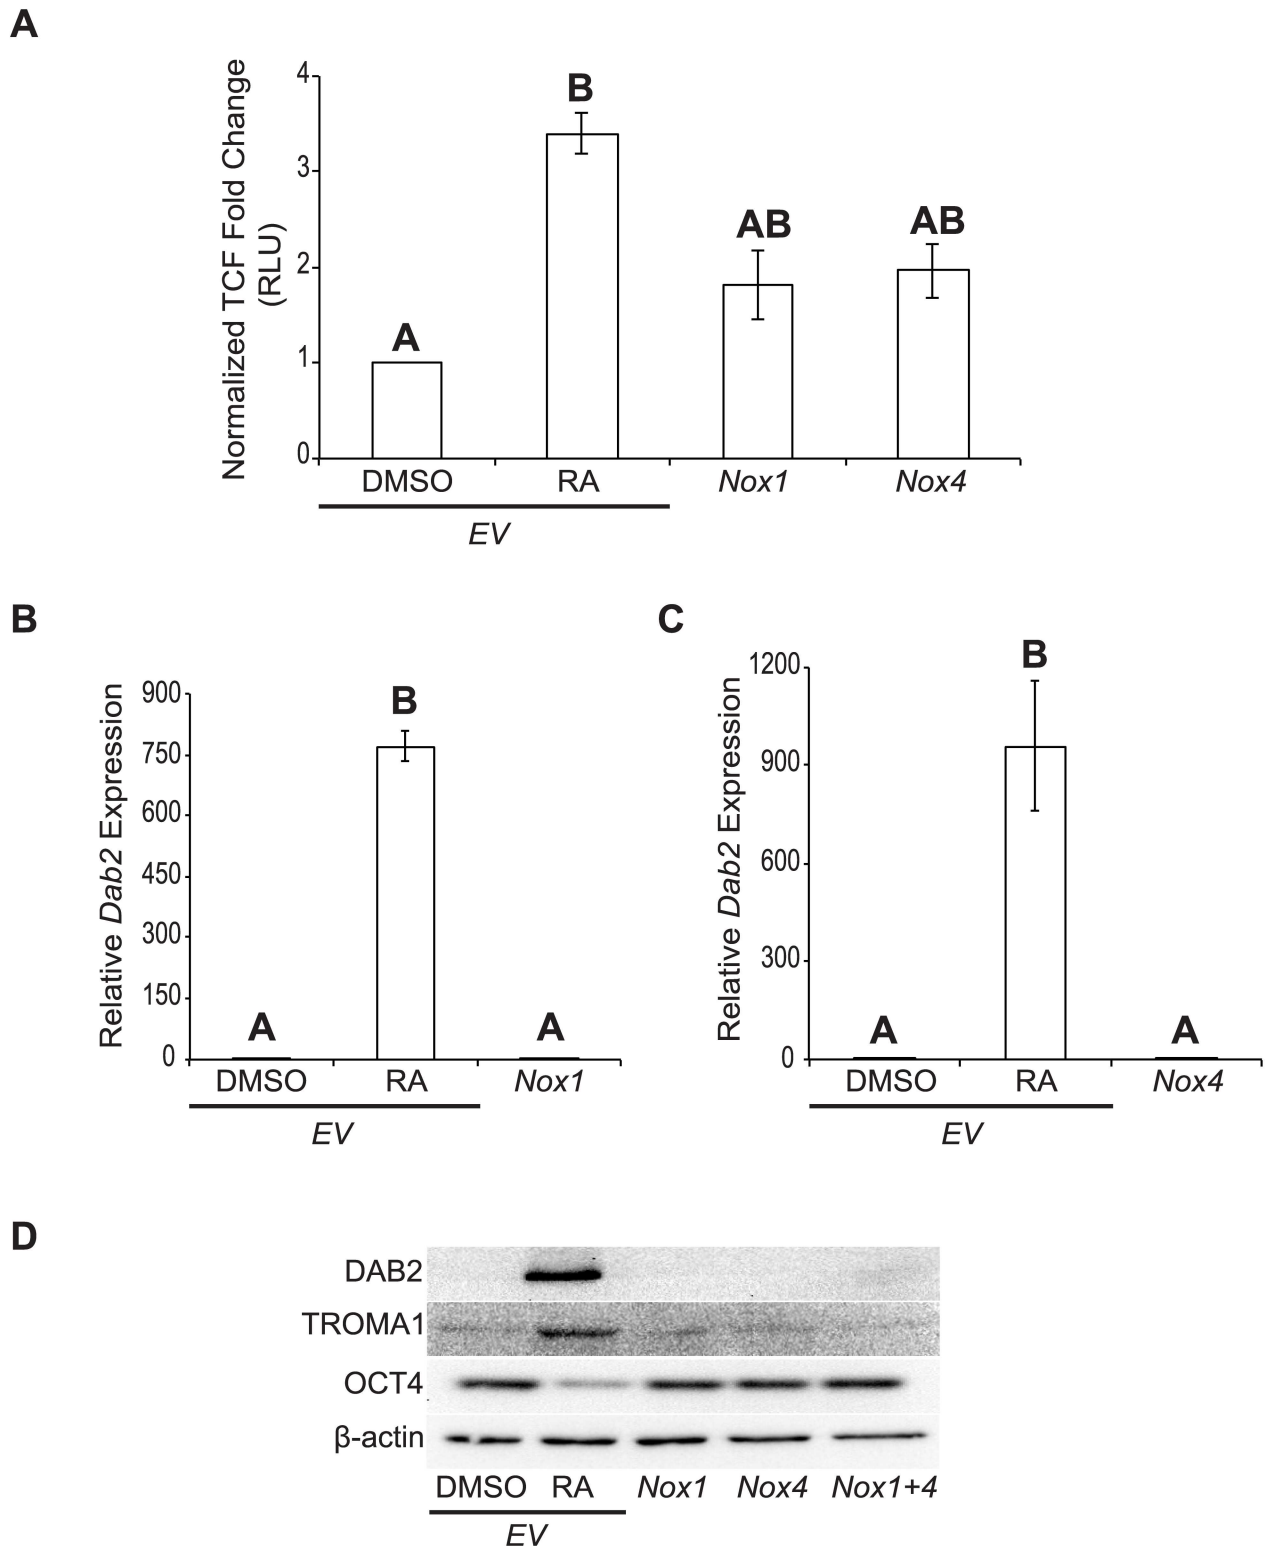 A
Normalized TCF Fold Change
(RLU)
4
3
2
1
0
A
B
AB
AB
DMSO RA Nox1 Nox4
EV
B
Relative Dab2 Expression
900
750
600
450
300
150
0
A
B
A
DMSO RA Nox1
EV
C
Relative Dab2 Expression
1200
900
600
300
0
A
B
A
DMSO RA Nox4
EV
D
DAB2
TROMA1
OCT4
β-actin
DMSO RA Nox1 Nox4 Nox1+4
EV